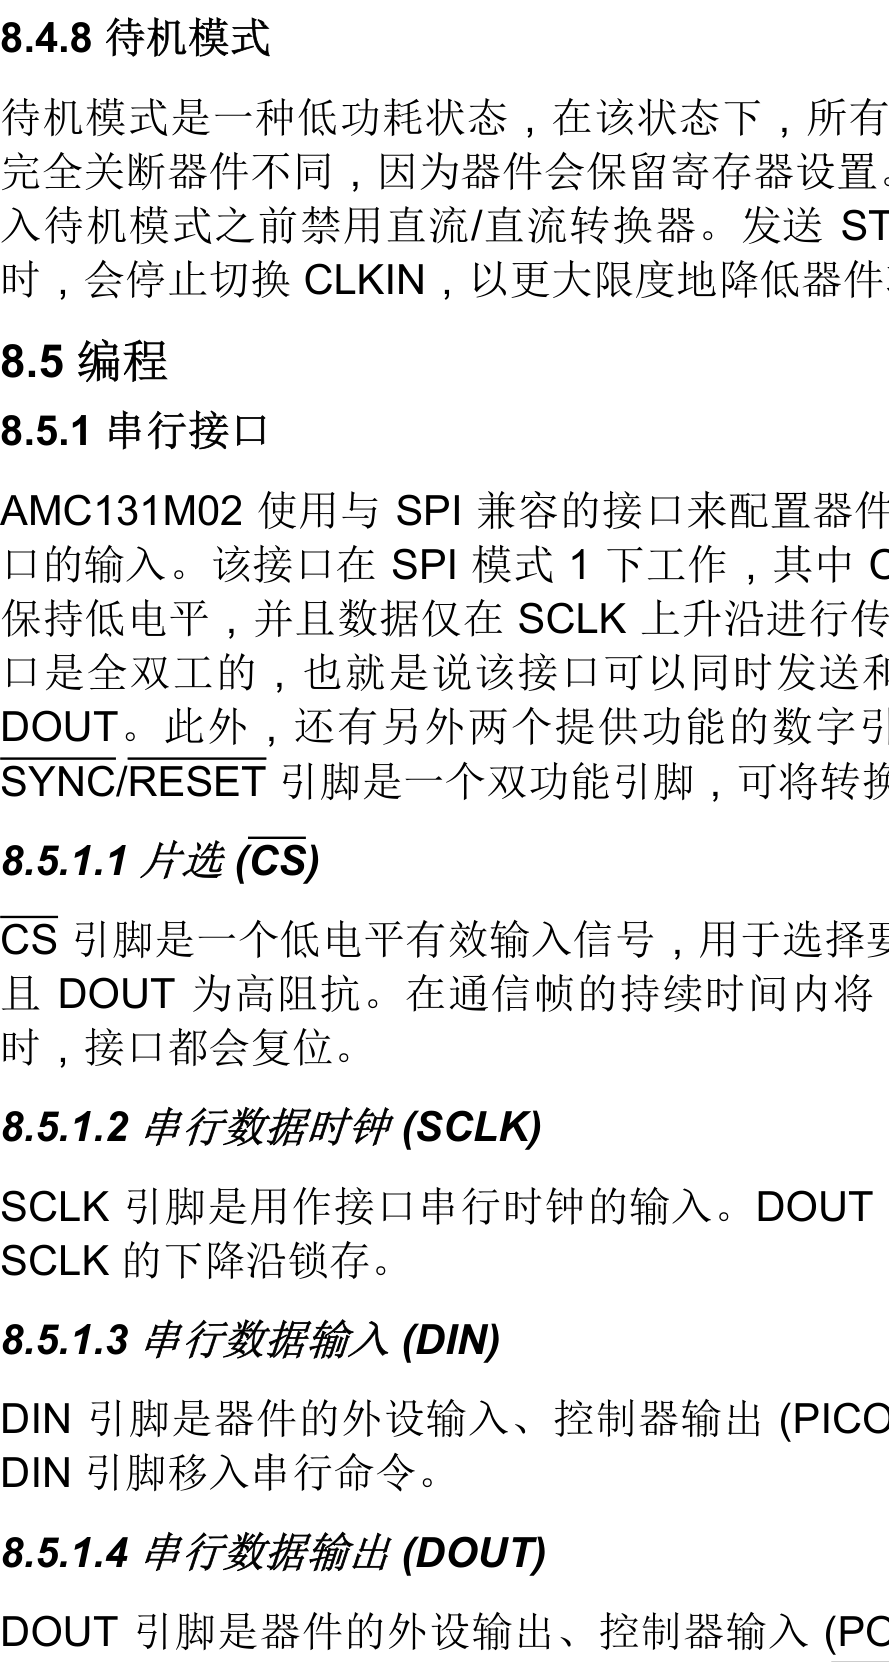 8.4.8 待机模式
待机模式是一种低功耗状态，在该状态下，所有
完全关断器件不同，因为器件会保留寄存器设置。
入待机模式之前禁用直流/直流转换器。发送 ST
时，会停止切换 CLKIN，以更大限度地降低器件
8.5 编程
8.5.1 串行接口
AMC131M02 使用与 SPI 兼容的接口来配置器件
口的输入。该接口在 SPI 模式 1 下工作，其中 C
保持低电平，并且数据仅在 SCLK 上升沿进行传
口是全双工的，也就是说该接口可以同时发送和
DOUT。此外，还有另外两个提供功能的数字引
SYNC/RESET 引脚是一个双功能引脚，可将转换
8.5.1.1 片选 (CS)
CS 引脚是一个低电平有效输入信号，用于选择要
且 DOUT 为高阻抗。在通信帧的持续时间内将
时，接口都会复位。
8.5.1.2 串行数据时钟 (SCLK)
SCLK 引脚是用作接口串行时钟的输入。DOUT
SCLK 的下降沿锁存。
8.5.1.3 串行数据输入 (DIN)
DIN 引脚是器件的外设输入、控制器输出 (PICO
DIN 引脚移入串行命令。
8.5.1.4 串行数据输出 (DOUT)
DOUT 引脚是器件的外设输出、控制器输入 (PO